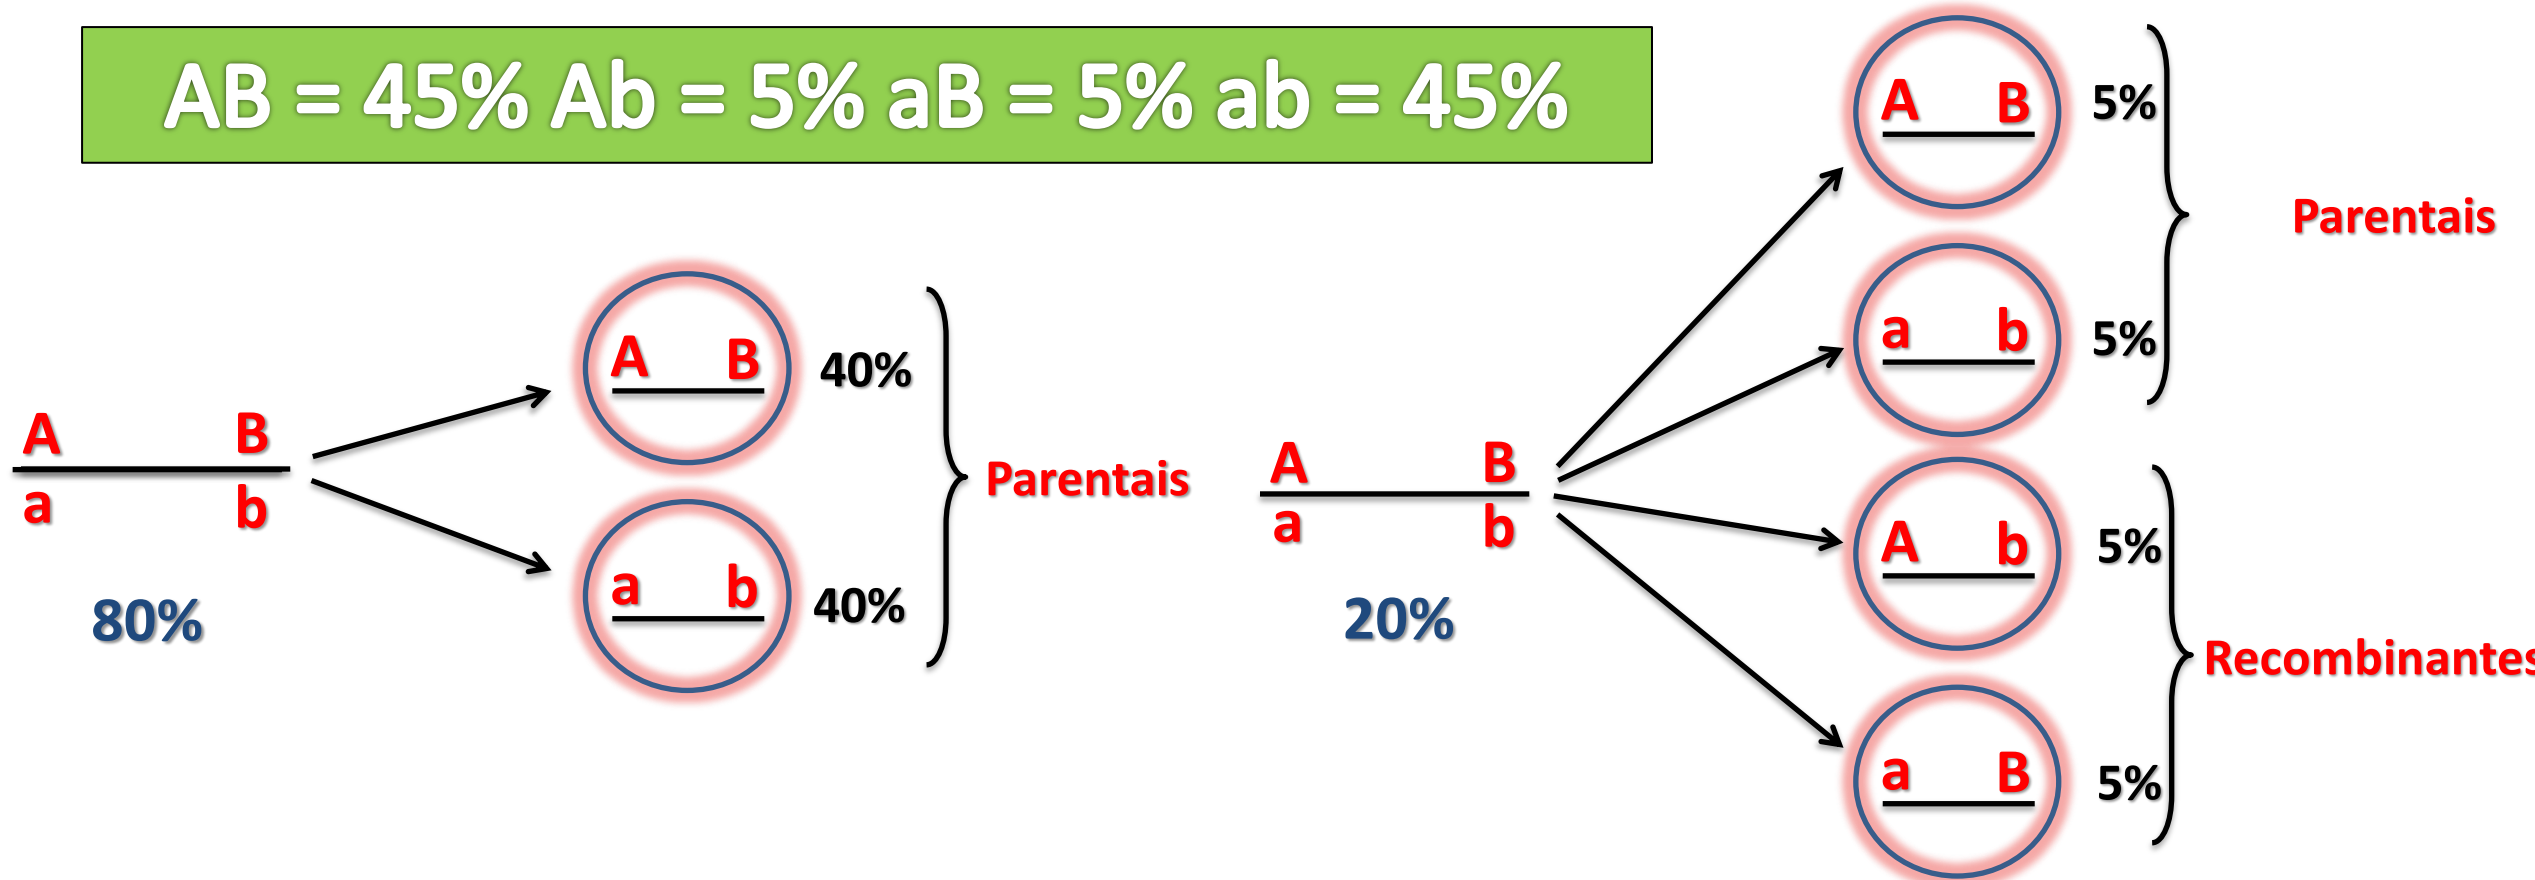 AB = 45% Ab = 5% aB = 5% ab = 45%
A B
a b
80%
A B
40%
a b
40%
Parentais
A B
a b
20%
A B
5%
a b
5%
Parentais
A b
5%
a B
5%
Recombinantes